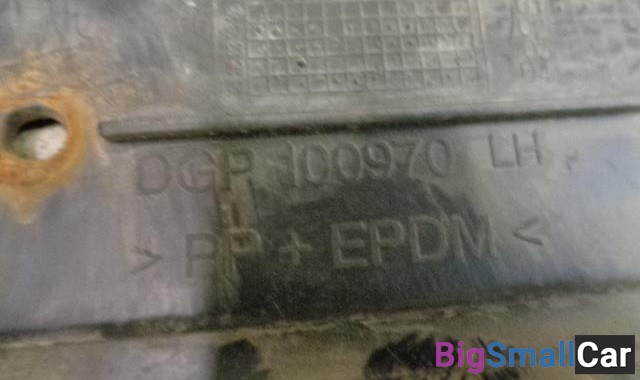 DGP 100970 LH
> PP + EPDM <
BigSmallCar